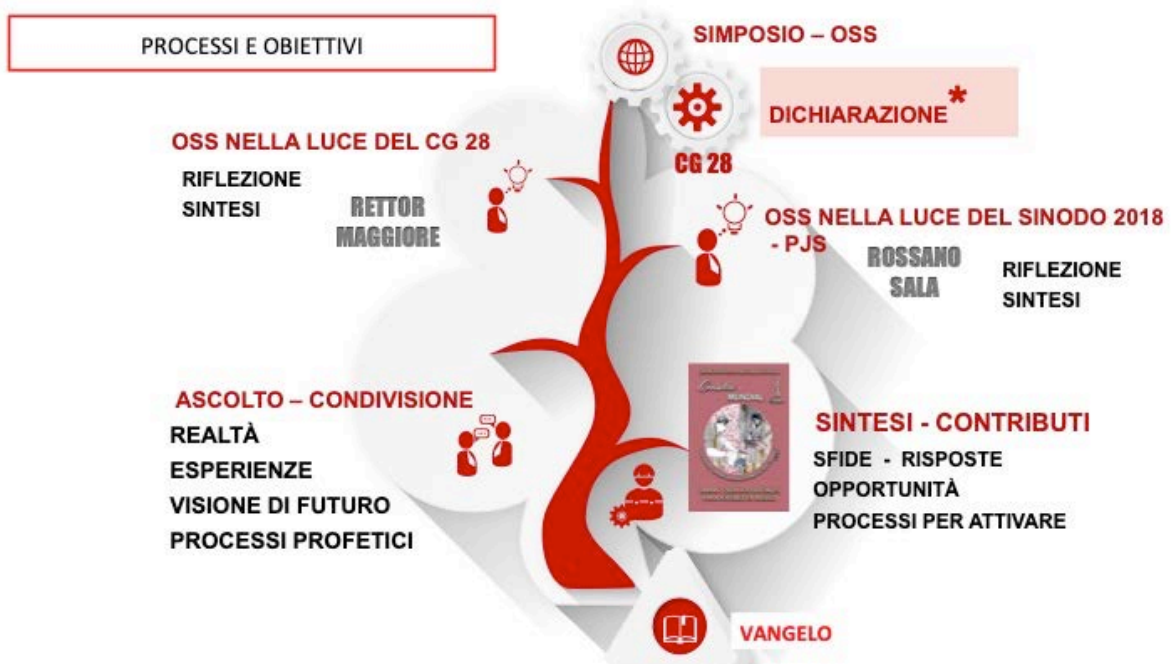 PROCESSI E OBIETTIVI
SIMPOSIO – OSS
DICHIARAZIONE*
CG 28
OSS NELLA LUCE DEL CG 28
RIFLEZIONE
SINTESI
RETTOR
MAGGIORE
OSS NELLA LUCE DEL SINODO 2018
- PJS
ROSSANO
SALA
RIFLEZIONE
SINTESI
ASCOLTO – CONDIVISIONE
REALTÀ
ESPERIENZE
VISIONE DI FUTURO
PROCESSI PROFETICI
SINTESI - CONTRIBUTI
SFIDE - RISPOSTE
OPPORTUNITÀ
PROCESSI PER ATTIVARE
VANGELO